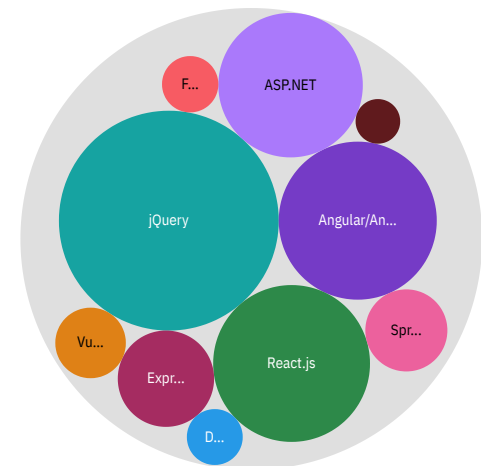 F...
ASP.NET
jQuery
Angular/An...
Vu...
Expr...
React.js
Spr...
D...